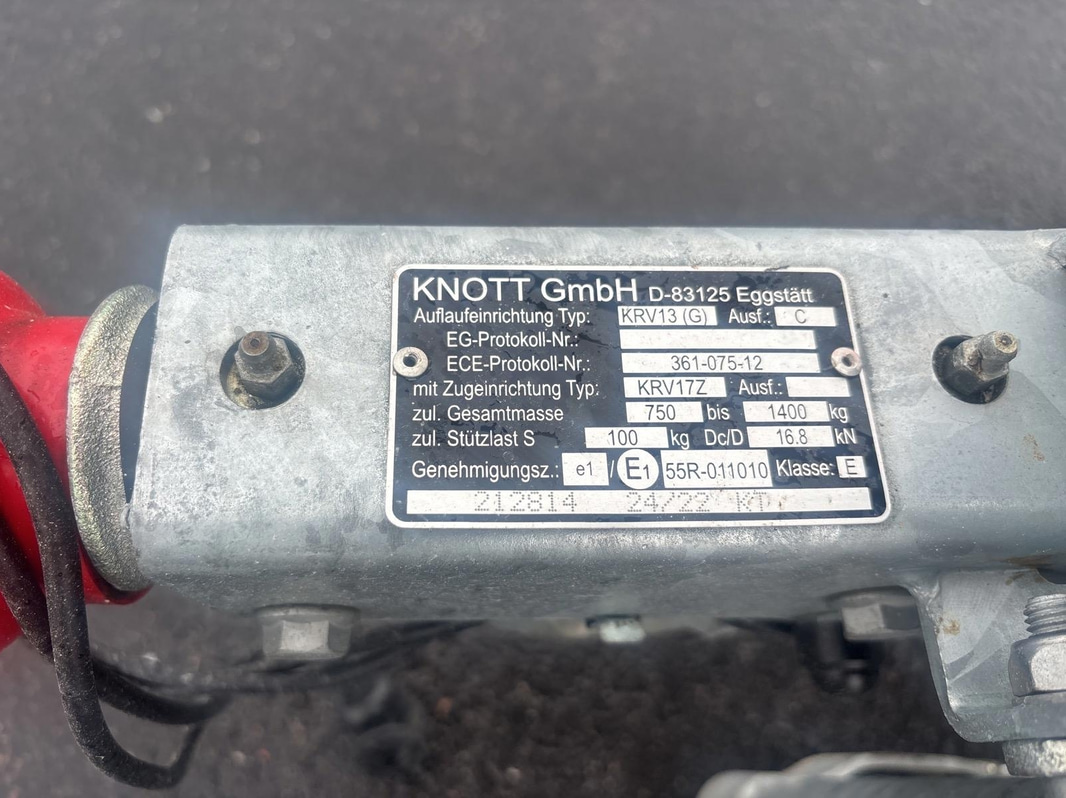 KNOTT GmbH D-83125 Eggstätt
Auflaufeinrichtung Typ: KRV13 (G) Ausf.: C
EG-Protokoll-Nr.:
ECE-Protokoll-Nr.: 361-075-12
mit Zugeinrichtung Typ: KRV17Z Ausf.:
zul. Gesamtmasse 750 bis 1400 kg
zul. Stützlast S 100 kg Dc/D 16.8 kN
Genehmigungsz.: e1 / E1 55R-011010 Klasse: E
212814 24/22 KT